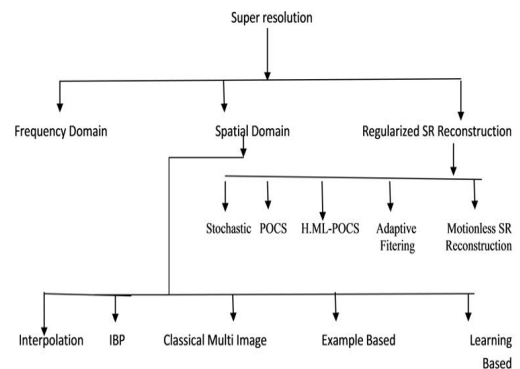 Super resolution
Frequency Domain
Spatial Domain
Regularized SR Reconstruction
Stochastic
POCS
H.ML-POCS
Adaptive
Fitering
Motionless SR
Reconstruction
Interpolation
IBP
Classical Multi Image
Example Based
Learning
Based